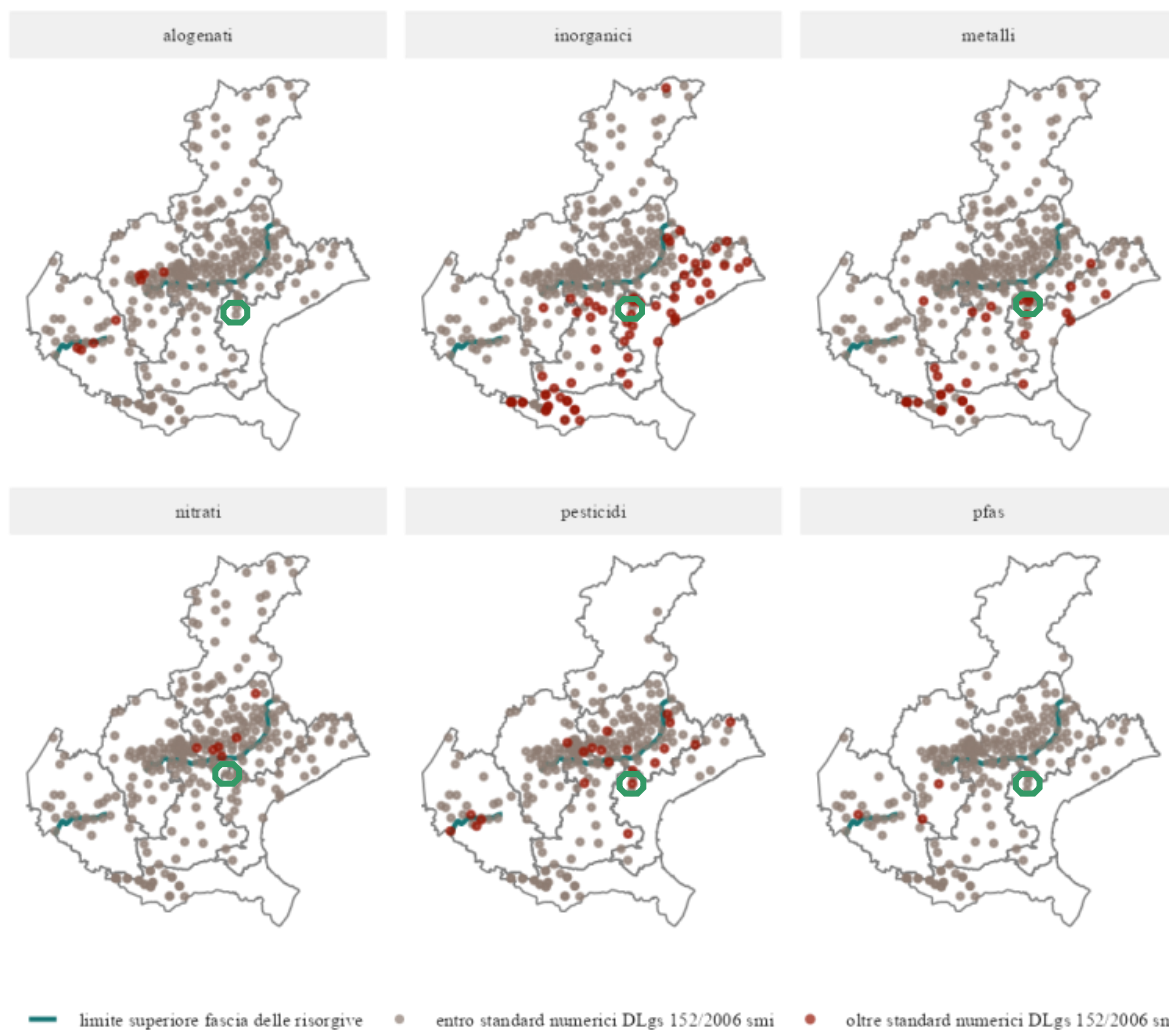 alogenati
inorganici
metalli
nitrati
pesticidi
pfas
limite superiore fascia delle risorgive
entro standard numerici DLgs 152/2006 smi
oltre standard numerici DLgs 152/2006 sm